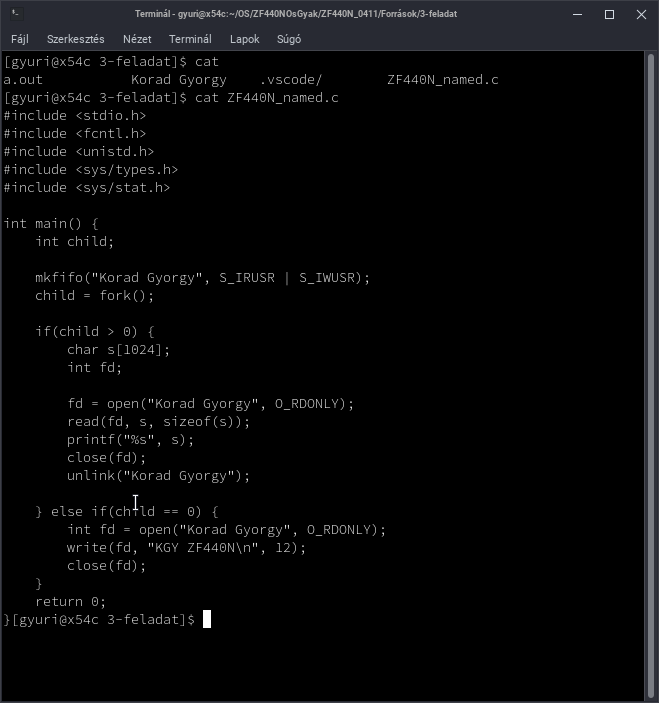 Terminál - gyuri@x54c:~/OS/ZF440NOsGyak/ZF440N_0411/Források/3-feladat
Fájl Szerkesztés Nézet Terminál Lapok Súgó
[gyuri@x54c 3-feladat]$ cat
a.out           Korad Gyorgy    .vscode/        ZF440N_named.c
[gyuri@x54c 3-feladat]$ cat ZF440N_named.c
#include <stdio.h>
#include <fcntl.h>
#include <unistd.h>
#include <sys/types.h>
#include <sys/stat.h>

int main() {
    int child;

    mkfifo("Korad Gyorgy", S_IRUSR | S_IWUSR);
    child = fork();

    if(child > 0) {
        char s[1024];
        int fd;

        fd = open("Korad Gyorgy", O_RDONLY);
        read(fd, s, sizeof(s));
        printf("%s", s);
        close(fd);
        unlink("Korad Gyorgy");

    } else if(child == 0) {
        int fd = open("Korad Gyorgy", O_RDONLY);
        write(fd, "KGY ZF440N\n", 12);
        close(fd);
    }
    return 0;
}[gyuri@x54c 3-feladat]$